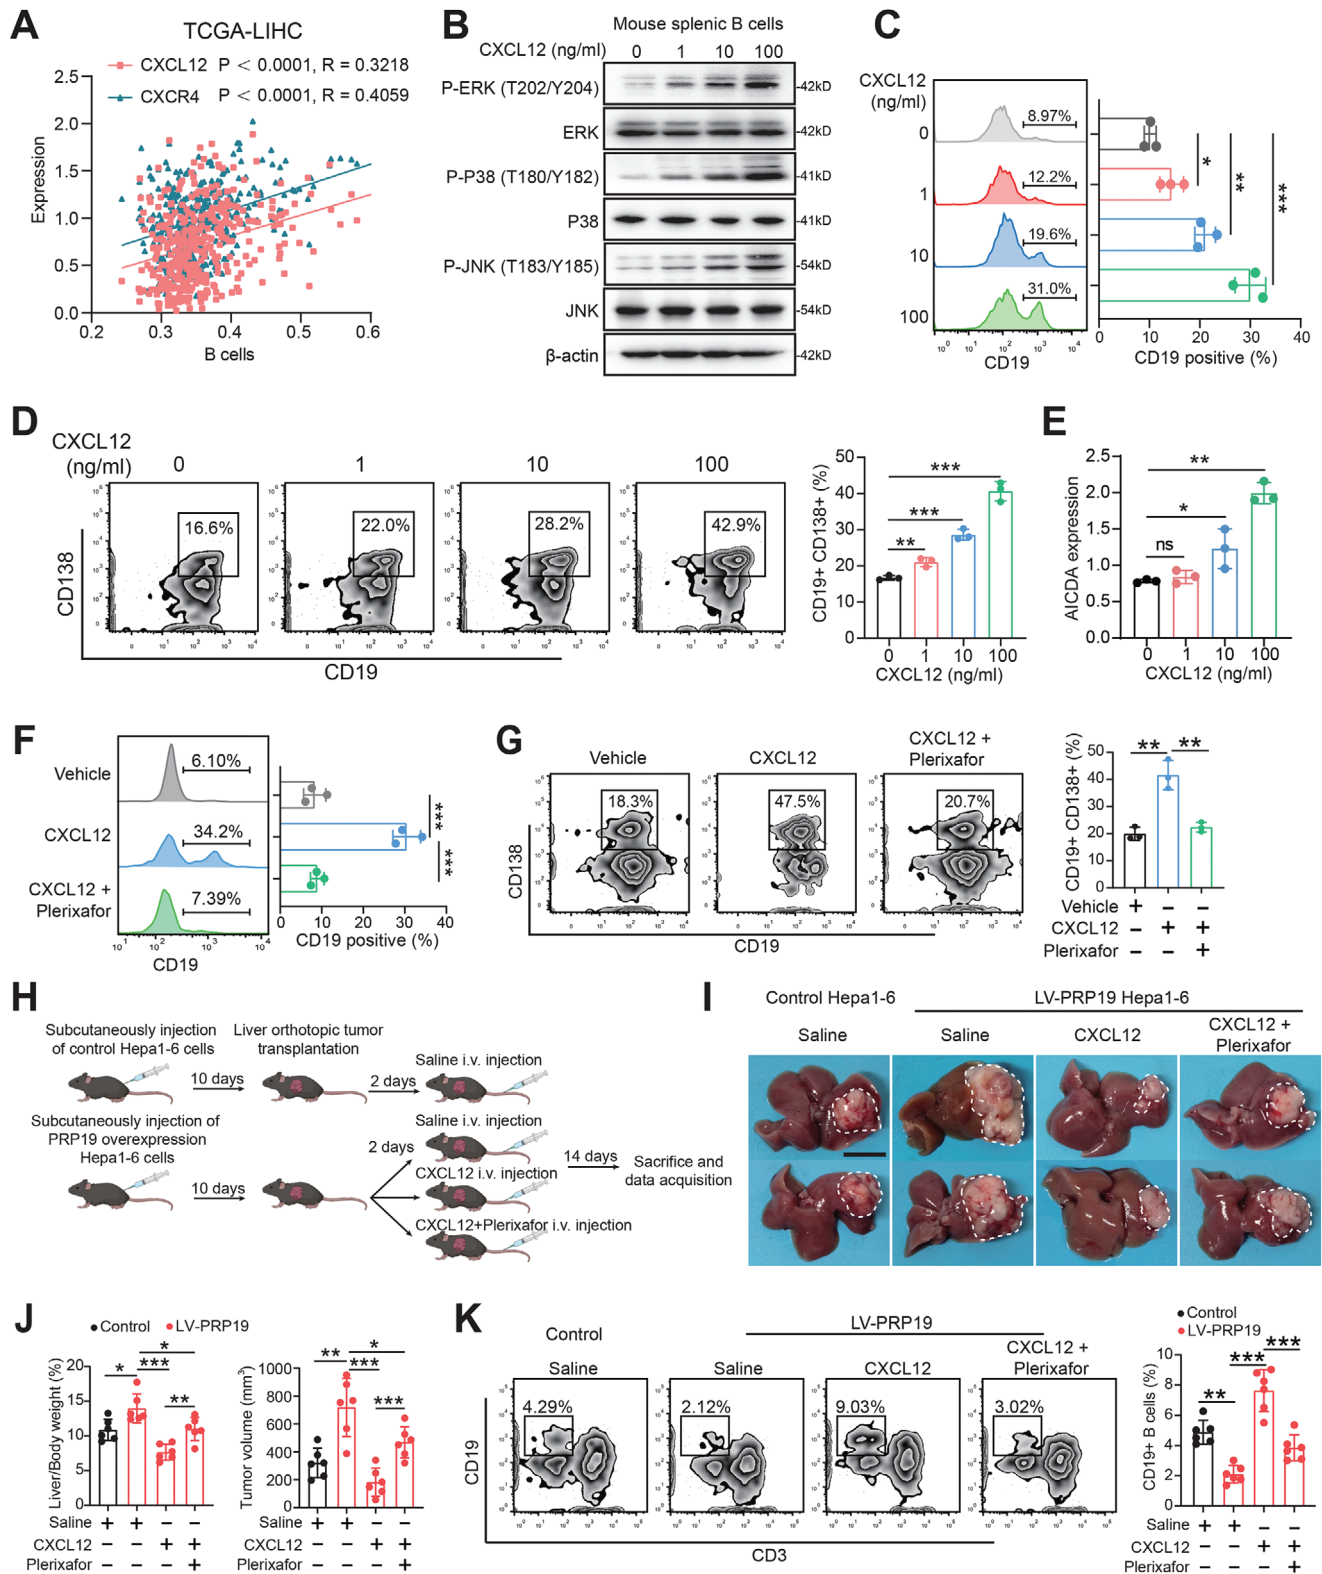 A
TCGA-LIHC
CXCL12 P < 0.0001, R = 0.3218
CXCR4 P < 0.0001, R = 0.4059
Expression
2.5
2.0
1.5
1.0
0.5
0.0
0.2 0.3 0.4 0.5 0.6
B cells
B
Mouse splenic B cells
CXCL12 (ng/ml) 0 1 10 100
P-ERK (T202/Y204) -42kD
ERK -42kD
P-P38 (T180/Y182) -41kD
P38 -41kD
P-JNK (T183/Y185) -54kD
JNK -54kD
β-actin -42kD
C
CXCL12
(ng/ml)
0 8.97%
1 12.2%
10 19.6%
100 31.0%
10⁰ 10¹ 10² 10³ 10⁴
CD19
* ** ***
0 10 20 30 40
CD19 positive (%)
D
CXCL12
(ng/ml) 0 1 10 100
16.6% 22.0% 28.2% 42.9%
CD138
CD19
CD19+ CD138+ (%)
50
40
30
20
10
0
***
***
**
0 1 10 100
CXCL12 (ng/ml)
E
AICDA expression
2.5
2.0
1.5
1.0
0.5
0.0
**
*
ns
0 1 10 100
CXCL12 (ng/ml)
F
Vehicle 6.10%
CXCL12 34.2%
CXCL12 +
Plerixafor 7.39%
10¹ 10² 10³ 10⁴
CD19
***
***
0 10 20 30 40
CD19 positive (%)
G
Vehicle CXCL12 CXCL12 +
Plerixafor
18.3% 47.5% 20.7%
CD138
CD19
CD19+ CD138+ (%)
50
40
30
20
10
0
** **
Vehicle + − −
CXCL12 − + +
Plerixafor − − +
H
Subcutaneously injection
of control Hepa1-6 cells
Liver orthotopic tumor
transplantation
10 days
2 days
Saline i.v. injection
Subcutaneously injection of
PRP19 overexpression
Hepa1-6 cells
10 days
2 days
Saline i.v. injection
CXCL12 i.v. injection
CXCL12+Plerixafor i.v. injection
14 days
Sacrifice and
data acquisition
I
Control Hepa1-6 LV-PRP19 Hepa1-6
Saline Saline CXCL12 CXCL12 +
Plerixafor
J
Control LV-PRP19
Liver/Body weight (%)
20
15
10
5
0
*
* ***
**
Saline + + − −
CXCL12 − − + +
Plerixafor − − − +
Tumor volume (mm³)
1000
800
600
400
200
0
*
** ***
***
Saline + + − −
CXCL12 − − + +
Plerixafor − − − +
K
Control LV-PRP19
Saline Saline CXCL12 CXCL12 +
Plerixafor
4.29% 2.12% 9.03% 3.02%
CD19
CD3
Control
LV-PRP19
CD19+ B cells (%)
10
8
6
4
2
0
***
***
**
Saline + + − −
CXCL12 − − + +
Plerixafor − − − +